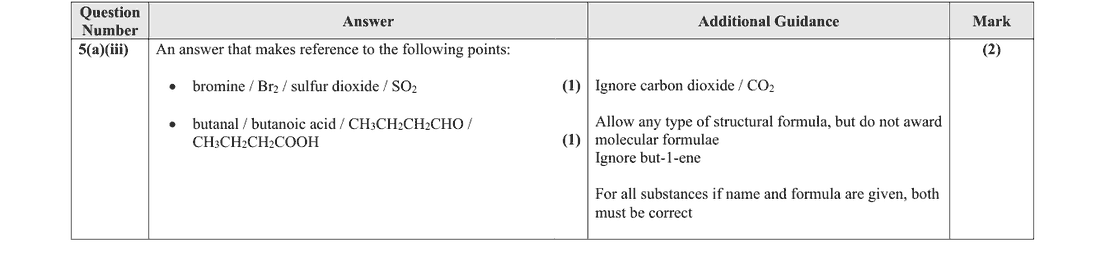 Question Number Answer Additional Guidance Mark
5(a)(iii) An answer that makes reference to the following points: (2)
• bromine / Br₂ / sulfur dioxide / SO₂ (1) Ignore carbon dioxide / CO₂
• butanal / butanoic acid / CH₃CH₂CH₂CHO /
CH₃CH₂CH₂COOH (1)
Allow any type of structural formula, but do not award
molecular formulae
Ignore but-1-ene
For all substances if name and formula are given, both
must be correct